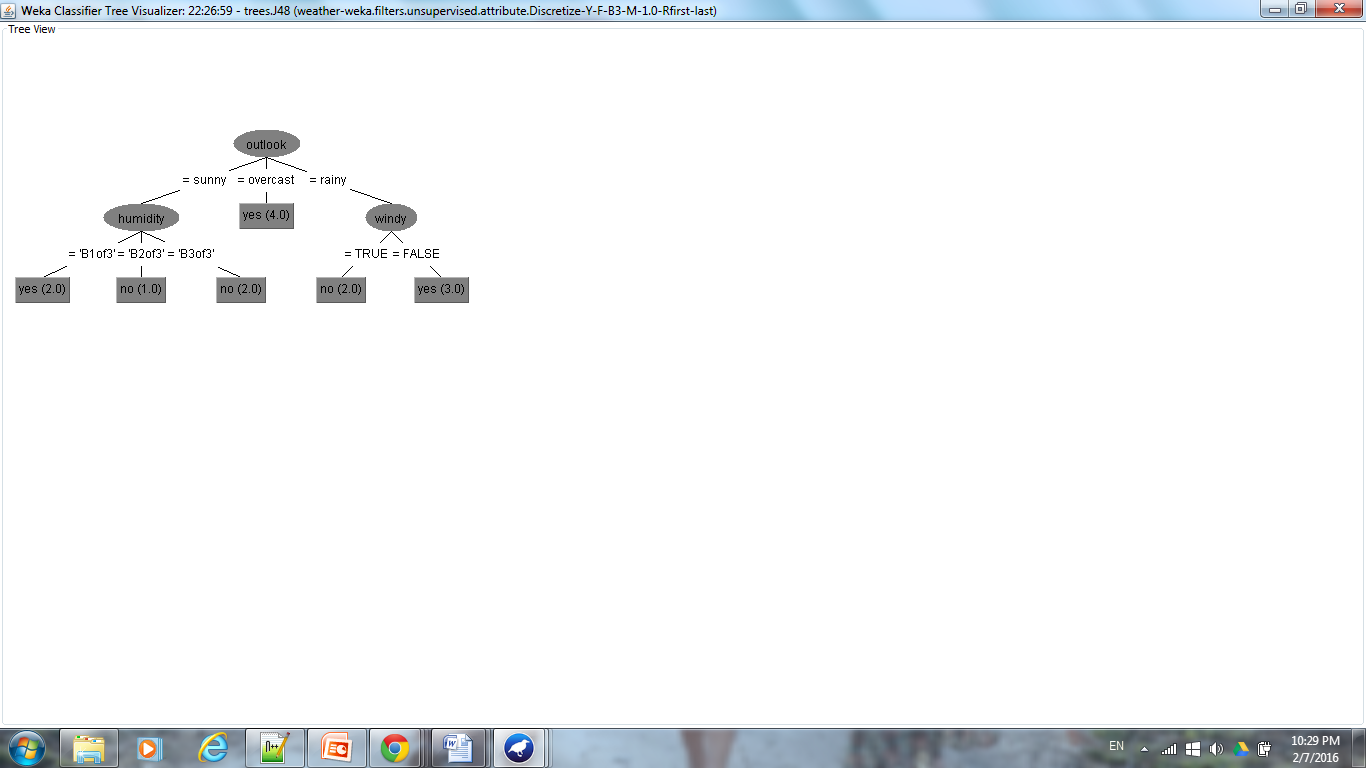 Weka Classifier Tree Visualizer: 22:26:59 - trees.J48 (weather-weka.filters.unsupervised.attribute.Discretize-Y-F-B3-M-1.0-Rfirst-last)
Tree View
outlook
= sunny = overcast = rainy
humidity yes (4.0) windy
= 'B1of3' = 'B2of3' = 'B3of3' = TRUE = FALSE
yes (2.0) no (1.0) no (2.0) no (2.0) yes (3.0)
EN
10:29 PM
2/7/2016